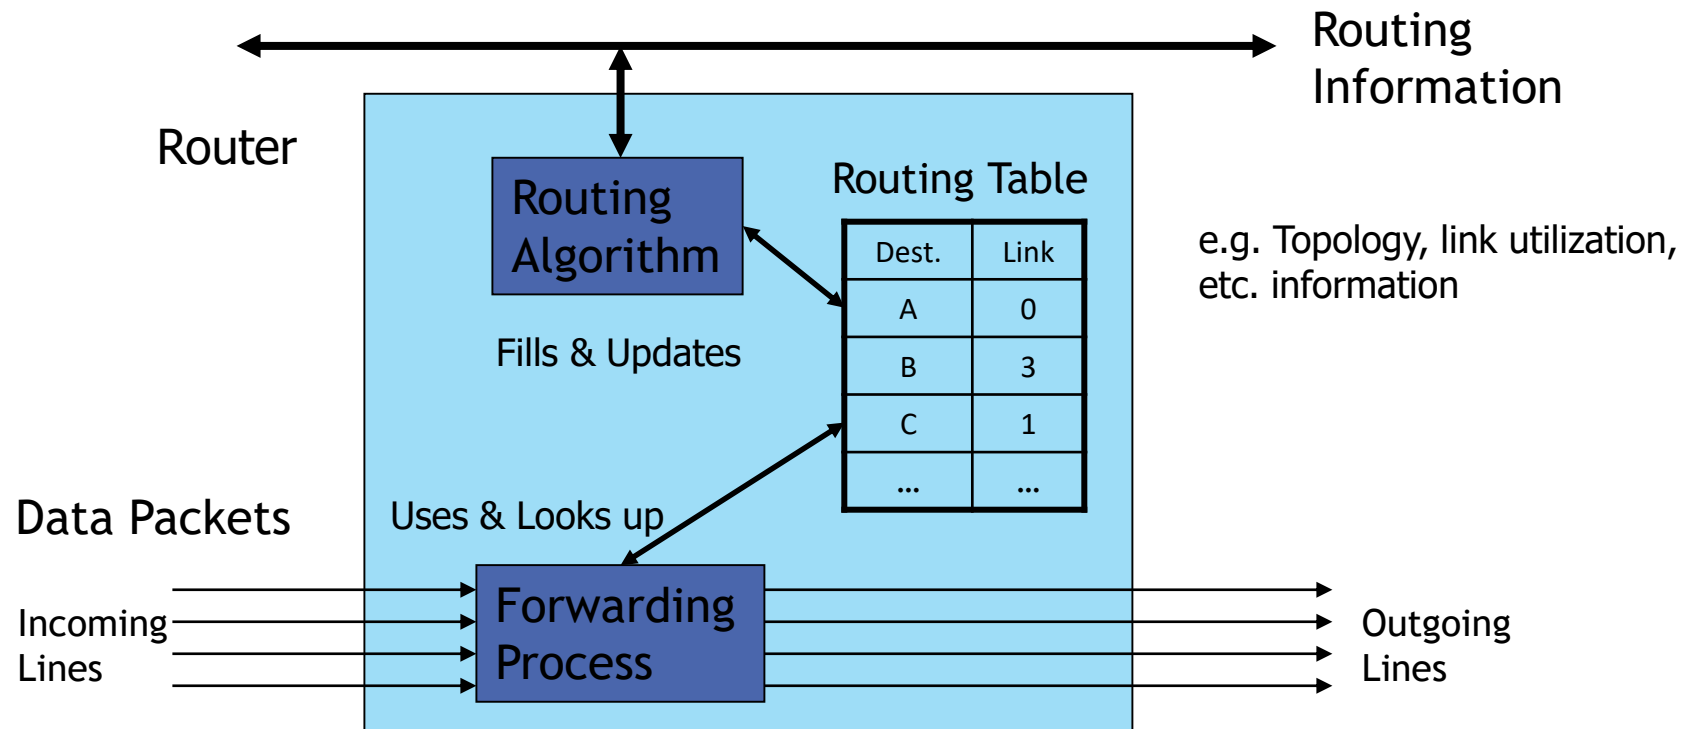 Routing
Information
Router
Routing
Algorithm
Routing Table
Dest. Link
A 0
B 3
C 1
... ...
e.g. Topology, link utilization,
etc. information
Fills & Updates
Uses & Looks up
Data Packets
Incoming
Lines
Forwarding
Process
Outgoing
Lines